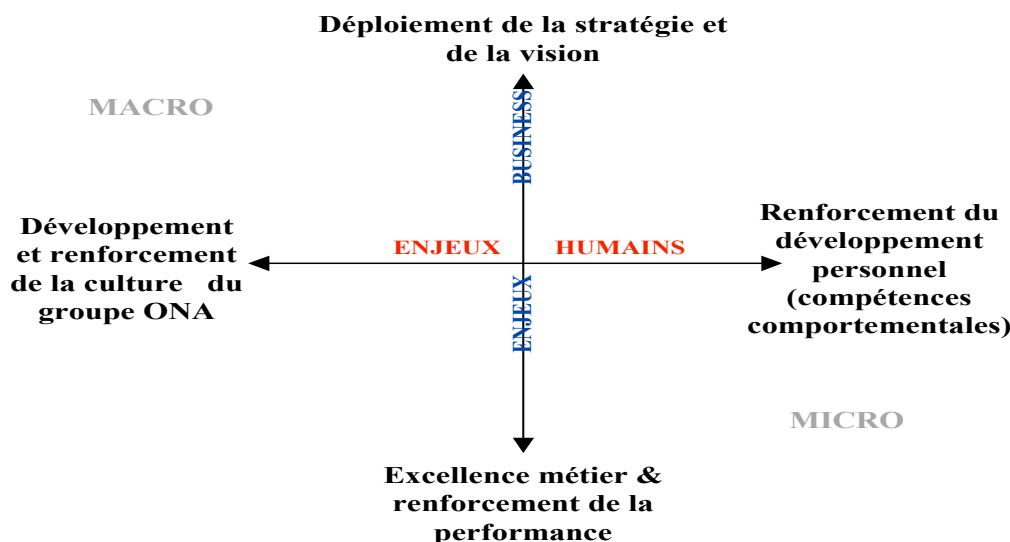 Déploiement de la stratégie et
de la vision
MACRO
BUSINESS
Développement
et renforcement
de la culture du
groupe ONA
ENJEUX HUMAINS
Renforcement du
développement
personnel
(compétences
comportementales)
ENJEUX
MICRO
Excellence métier &
renforcement de la
performance